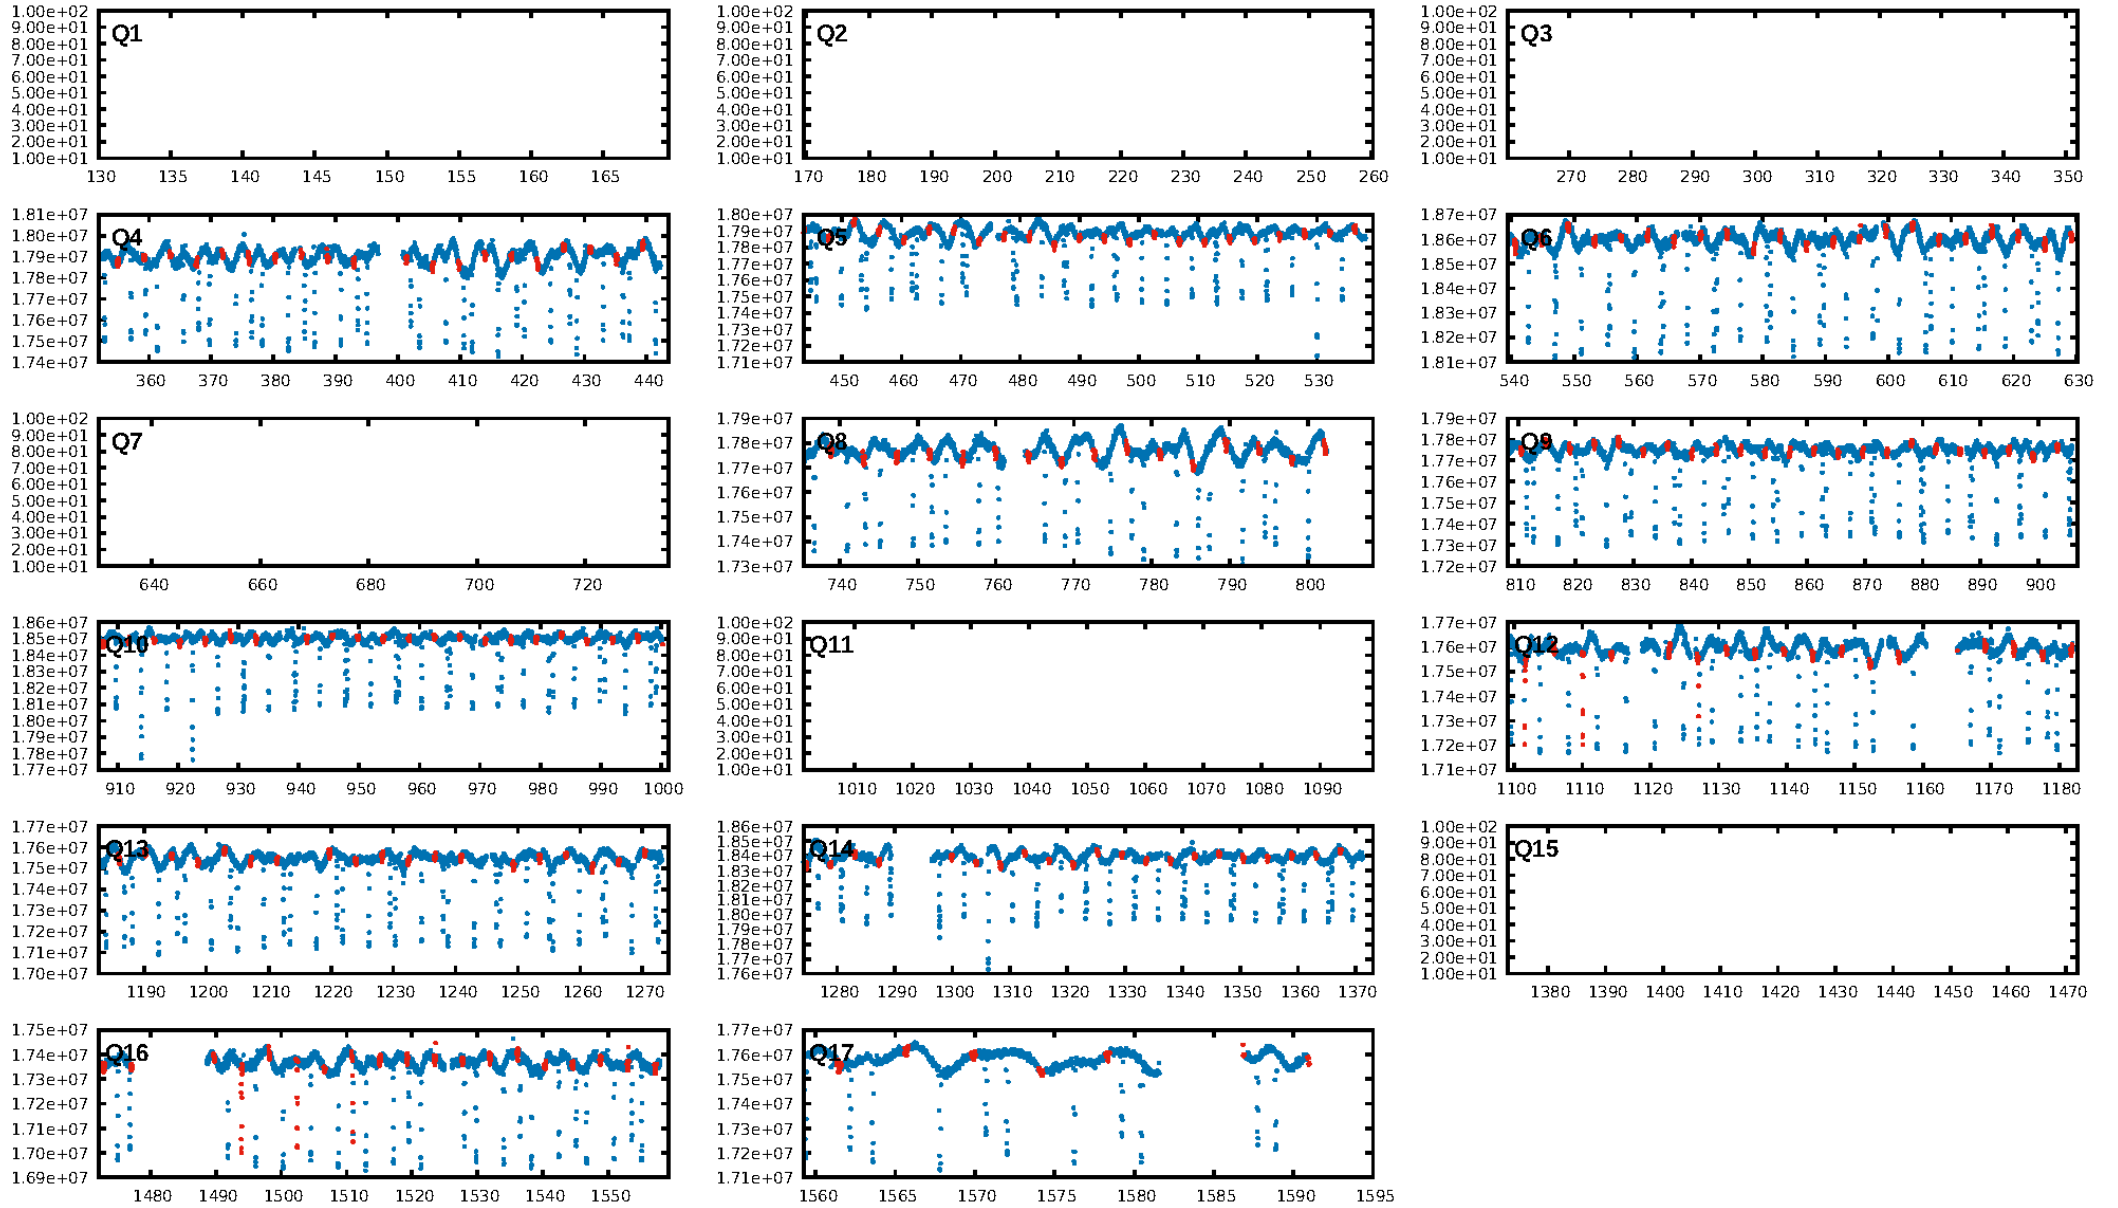 1.00e+02
9.00e+01
8.00e+01
7.00e+01
6.00e+01
5.00e+01
4.00e+01
3.00e+01
2.00e+01
1.00e+01
Q1
130 135 140 145 150 155 160 165
1.00e+02
9.00e+01
8.00e+01
7.00e+01
6.00e+01
5.00e+01
4.00e+01
3.00e+01
2.00e+01
1.00e+01
Q2
170 180 190 200 210 220 230 240 250 260
1.00e+02
9.00e+01
8.00e+01
7.00e+01
6.00e+01
5.00e+01
4.00e+01
3.00e+01
2.00e+01
1.00e+01
Q3
270 280 290 300 310 320 330 340 350
1.81e+07
1.80e+07
1.79e+07
1.78e+07
1.77e+07
1.76e+07
1.75e+07
1.74e+07
Q4
360 370 380 390 400 410 420 430 440
1.80e+07
1.79e+07
1.78e+07
1.77e+07
1.76e+07
1.75e+07
1.74e+07
1.73e+07
1.72e+07
1.71e+07
Q5
450 460 470 480 490 500 510 520 530
1.87e+07
1.86e+07
1.85e+07
1.84e+07
1.83e+07
1.82e+07
1.81e+07
Q6
540 550 560 570 580 590 600 610 620 630
1.00e+02
9.00e+01
8.00e+01
7.00e+01
6.00e+01
5.00e+01
4.00e+01
3.00e+01
2.00e+01
1.00e+01
Q7
640 660 680 700 720
1.79e+07
1.78e+07
1.77e+07
1.76e+07
1.75e+07
1.74e+07
1.73e+07
Q8
740 750 760 770 780 790 800
1.79e+07
1.78e+07
1.77e+07
1.76e+07
1.75e+07
1.74e+07
1.73e+07
1.72e+07
Q9
810 820 830 840 850 860 870 880 890 900
1.86e+07
1.85e+07
1.84e+07
1.83e+07
1.82e+07
1.81e+07
1.80e+07
1.79e+07
1.78e+07
1.77e+07
Q10
910 920 930 940 950 960 970 980 990 1000
1.00e+02
9.00e+01
8.00e+01
7.00e+01
6.00e+01
5.00e+01
4.00e+01
3.00e+01
2.00e+01
1.00e+01
Q11
1010 1020 1030 1040 1050 1060 1070 1080 1090
1.77e+07
1.76e+07
1.75e+07
1.74e+07
1.73e+07
1.72e+07
1.71e+07
Q12
1100 1110 1120 1130 1140 1150 1160 1170 1180
1.77e+07
1.76e+07
1.75e+07
1.74e+07
1.73e+07
1.72e+07
1.71e+07
1.70e+07
Q13
1190 1200 1210 1220 1230 1240 1250 1260 1270
1.86e+07
1.85e+07
1.84e+07
1.83e+07
1.82e+07
1.81e+07
1.80e+07
1.79e+07
1.78e+07
1.77e+07
1.76e+07
Q14
1280 1290 1300 1310 1320 1330 1340 1350 1360 1370
1.00e+02
9.00e+01
8.00e+01
7.00e+01
6.00e+01
5.00e+01
4.00e+01
3.00e+01
2.00e+01
1.00e+01
Q15
1380 1390 1400 1410 1420 1430 1440 1450 1460 1470
1.75e+07
1.74e+07
1.73e+07
1.72e+07
1.71e+07
1.70e+07
1.69e+07
Q16
1480 1490 1500 1510 1520 1530 1540 1550
1.77e+07
1.76e+07
1.75e+07
1.74e+07
1.73e+07
1.72e+07
1.71e+07
Q17
1560 1565 1570 1575 1580 1585 1590 1595